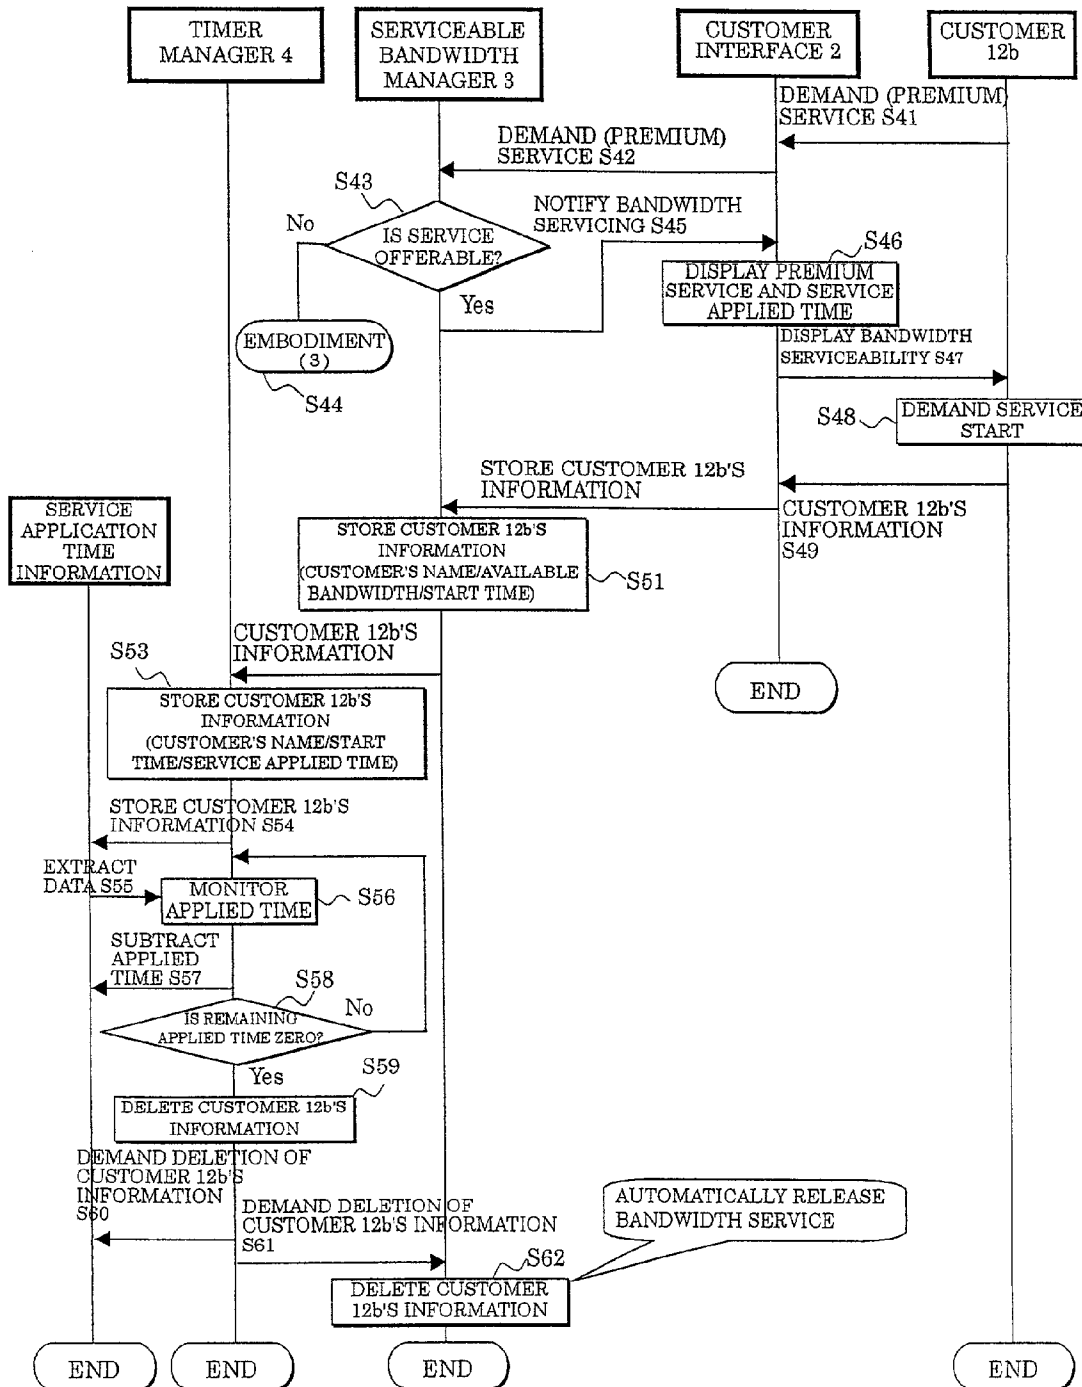 TIMER
MANAGER 4
SERVICEABLE
BANDWIDTH
MANAGER 3
CUSTOMER
INTERFACE 2
CUSTOMER
12b
DEMAND (PREMIUM)
SERVICE S41
DEMAND (PREMIUM)
SERVICE S42
S43
No
IS SERVICE
OFFERABLE?
Yes
NOTIFY BANDWIDTH
SERVICING S45
S46
DISPLAY PREMIUM
SERVICE AND SERVICE
APPLIED TIME
EMBODIMENT
(3)
S44
DISPLAY BANDWIDTH
SERVICEABILITY S47
S48
DEMAND SERVICE
START
STORE CUSTOMER 12b'S
INFORMATION
CUSTOMER 12b'S
INFORMATION
S49
SERVICE
APPLICATION
TIME
INFORMATION
STORE CUSTOMER 12b'S
INFORMATION
(CUSTOMER'S NAME/AVAILABLE
BANDWIDTH/START TIME)
S51
CUSTOMER 12b'S
INFORMATION
S53
STORE CUSTOMER 12b'S
INFORMATION
(CUSTOMER'S NAME/START
TIME/SERVICE APPLIED TIME)
END
STORE CUSTOMER 12b'S
INFORMATION S54
EXTRACT
DATA S55
MONITOR
APPLIED TIME
S56
SUBTRACT
APPLIED
TIME S57
S58
No
IS REMAINING
APPLIED TIME ZERO?
Yes
S59
DELETE CUSTOMER 12b'S
INFORMATION
DEMAND DELETION OF
CUSTOMER 12b'S
INFORMATION
S60
DEMAND DELETION OF
CUSTOMER 12b'S INFORMATION
S61
AUTOMATICALLY RELEASE
BANDWIDTH SERVICE
S62
DELETE CUSTOMER
12b'S INFORMATION
END
END
END
END